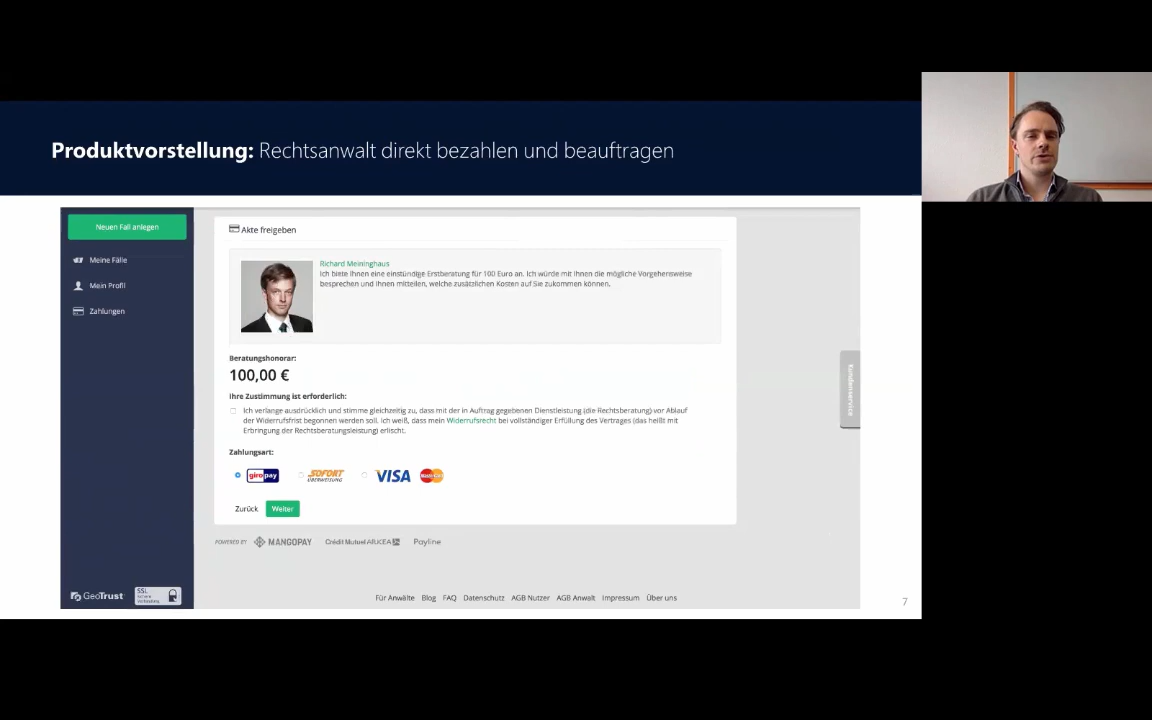 Produktvorstellung: Rechtsanwalt direkt bezahlen und beauftragen
Neuen Fall anlegen
Meine Fälle
Mein Profil
Zahlungen
Akte freigeben
Richard Meininghaus
Ich biete Ihnen eine einstündige Erstberatung für 100 Euro an. Ich würde mit Ihnen die mögliche Vorgehensweise
besprechen und Ihnen mitteilen, welche zusätzlichen Kosten auf Sie zukommen können.
Beratungshonorar:
100,00 €
Ihre Zustimmung ist erforderlich:
Ich verlange ausdrücklich und stimme gleichzeitig zu, dass mit der in Auftrag gegebenen Dienstleistung (die Rechtsberatung) vor Ablauf
der Widerrufsfrist begonnen werden soll. Ich weiß, dass mein Widerrufsrecht bei vollständiger Erfüllung des Vertrages (das heißt mit
Erbringung der Rechtsberatungsleistung) erlischt.
Zahlungsart:
giropay SOFORT ÜBERWEISUNG VISA MasterCard
Zurück Weiter
POWERED BY MANGOPAY Crédit Mutuel ARKEA Payline
Kundenservice
GeoTrust SSL
Für Anwälte Blog FAQ Datenschutz AGB Nutzer AGB Anwalt Impressum Über uns
7